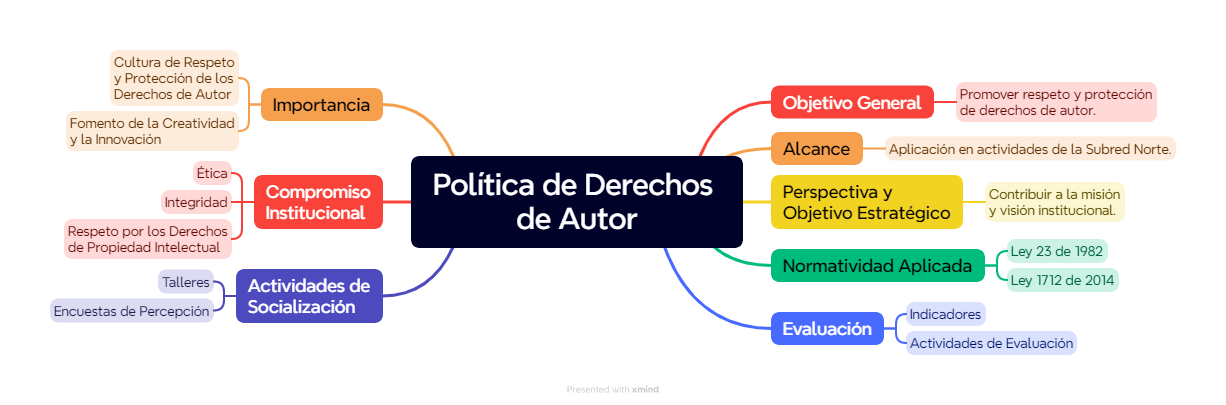 Política de Derechos
de Autor
Objetivo General
Promover respeto y protección
de derechos de autor.
Alcance
Aplicación en actividades de la Subred Norte.
Perspectiva y
Objetivo Estratégico
Contribuir a la misión
y visión institucional.
Normatividad Aplicada
Ley 23 de 1982
Ley 1712 de 2014
Evaluación
Indicadores
Actividades de Evaluación
Importancia
Cultura de Respeto
y Protección de los
Derechos de Autor
Fomento de la Creatividad
y la Innovación
Compromiso
Institucional
Ética
Integridad
Respeto por los Derechos
de Propiedad Intelectual
Actividades de
Socialización
Talleres
Encuestas de Percepción
Presented with xmind